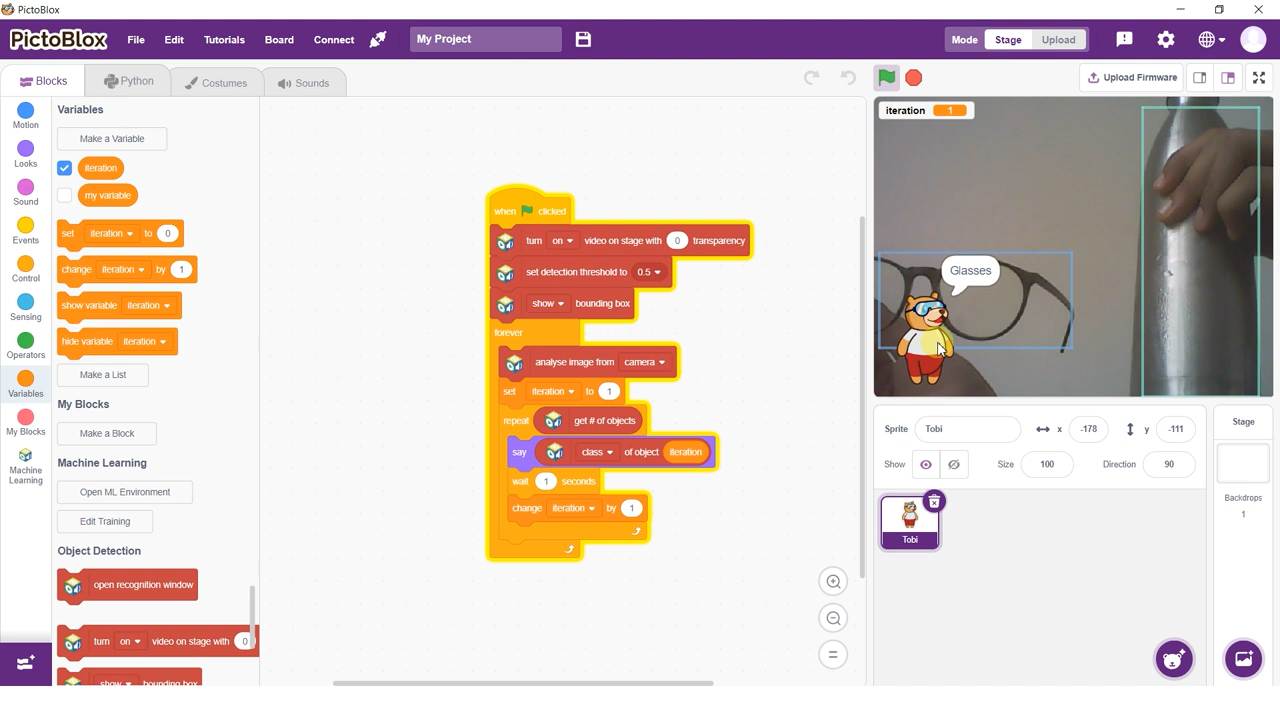 PictoBlox
PictoBlox File Edit Tutorials Board Connect My Project Mode Stage Upload
Blocks Python Costumes Sounds Upload Firmware
Motion
Looks
Sound
Events
Control
Sensing
Operators
Variables
My Blocks
Machine
Learning
Variables
Make a Variable
iteration
my variable
set iteration to 0
change iteration by 1
show variable iteration
hide variable iteration
Make a List
My Blocks
Make a Block
Machine Learning
Open ML Environment
Edit Training
Object Detection
open recognition window
turn on video on stage with 0
show bounding box
when clicked
turn on video on stage with 0 transparency
set detection threshold to 0.5
show bounding box
forever
analyse image from camera
set iteration to 1
repeat get # of objects
say class of object iteration
wait 1 seconds
change iteration by 1
iteration 1
Glasses
Sprite Tobi x -178 y -111
Show Size 100 Direction 90
Tobi
Stage
Backdrops
1